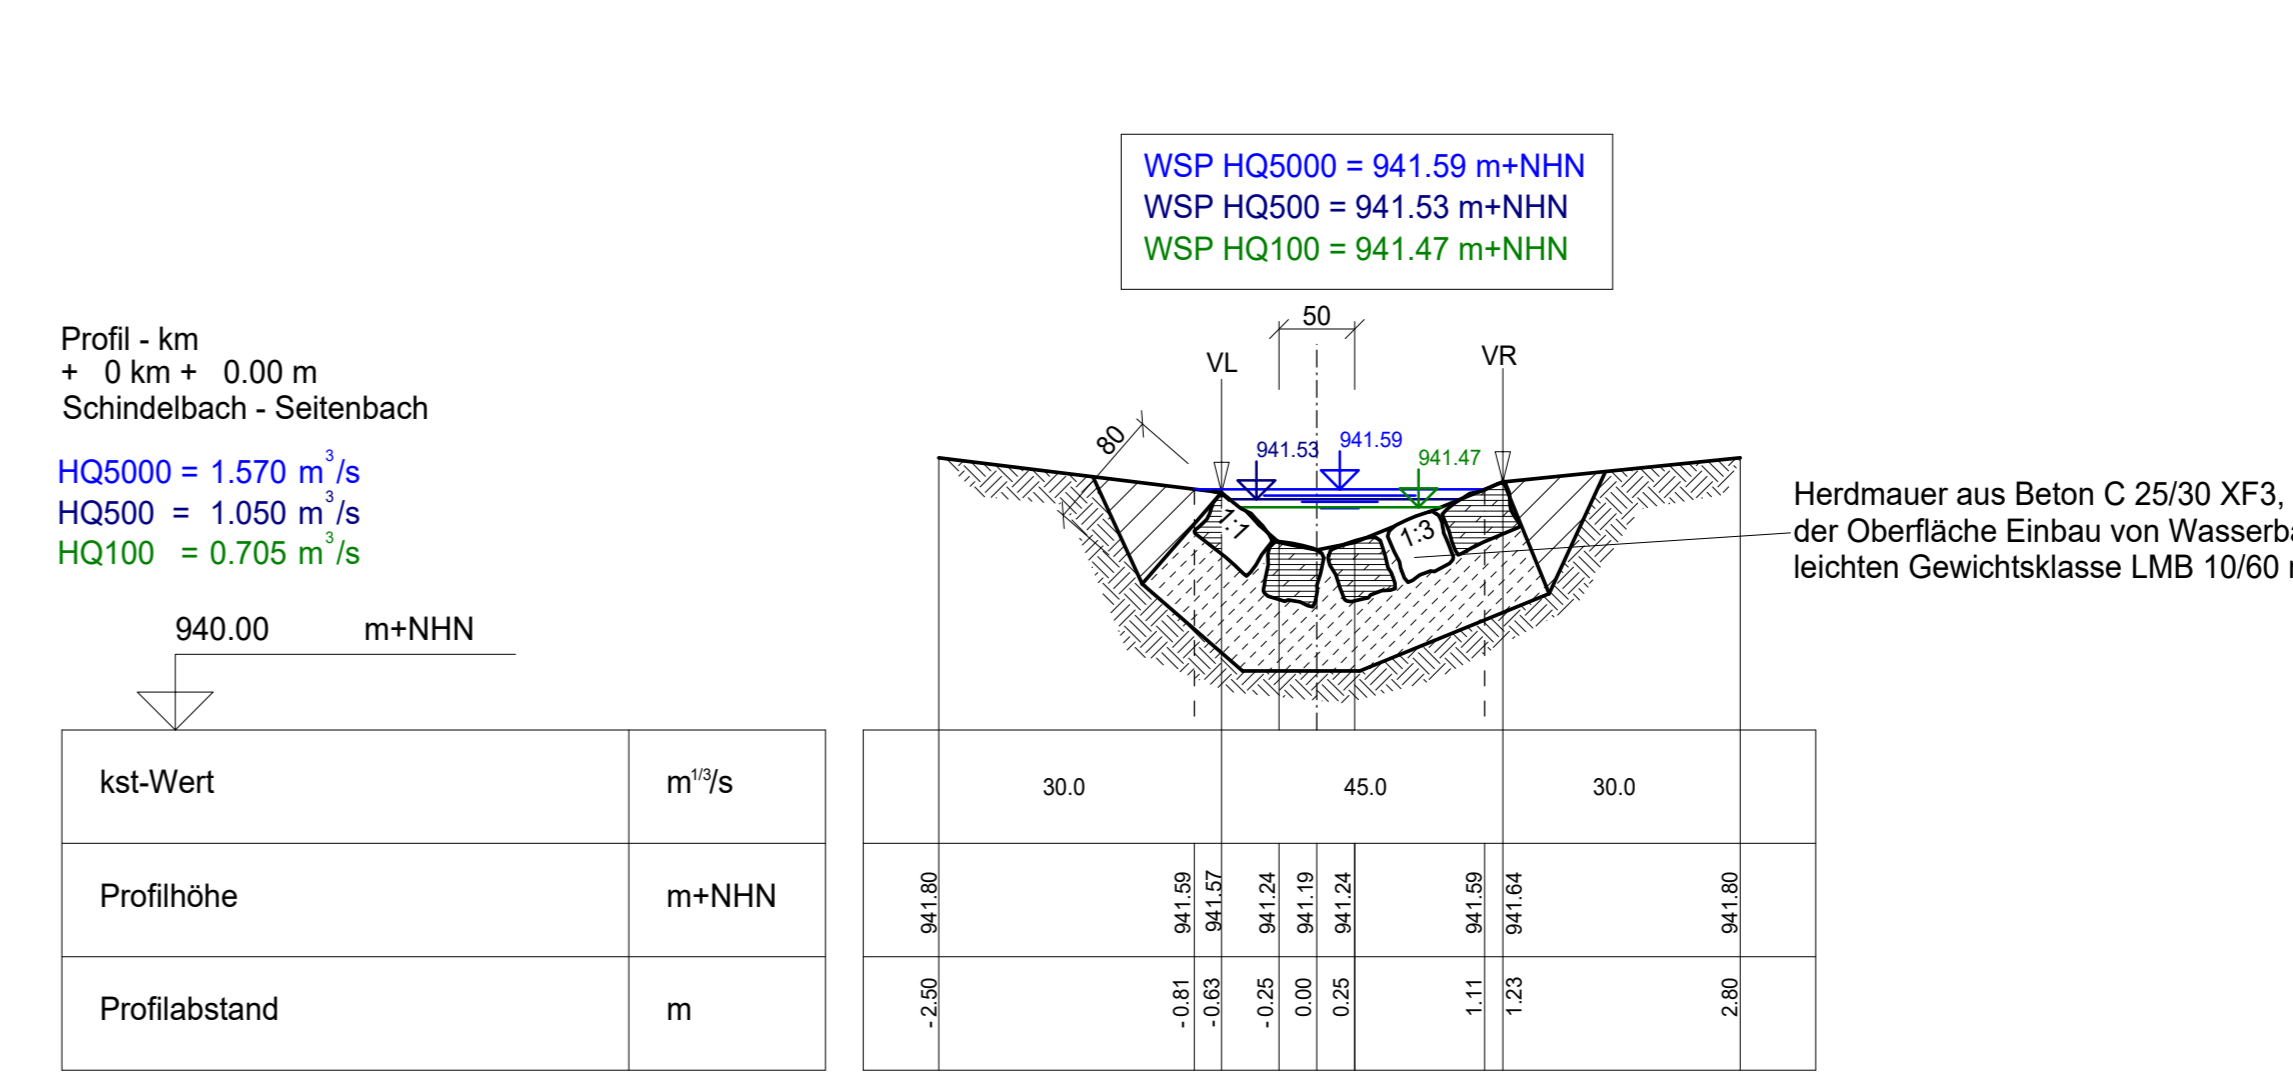 WSP HQ5000 = 941.59 m+NHN
WSP HQ500 = 941.53 m+NHN
WSP HQ100 = 941.47 m+NHN
50
Profil - km
+ 0 km + 0.00 m
Schindelbach - Seitenbach
VL
VR
80
941.53
941.59
941.47
HQ5000 = 1.570 m³/s
HQ500 = 1.050 m³/s
HQ100 = 0.705 m³/s
1:1
1:3
Herdmauer aus Beton C 25/30 XF3,
der Oberfläche Einbau von Wasserba
leichten Gewichtsklasse LMB 10/60
940.00 m+NHN
kst-Wert m^1/3/s 30.0 45.0 30.0
Profilhöhe m+NHN 941.80 941.59 941.57 941.24 941.19 941.24 941.59 941.64 941.80
Profilabstand m -2.50 -0.81 -0.63 -0.25 0.00 0.25 1.11 1.23 2.80